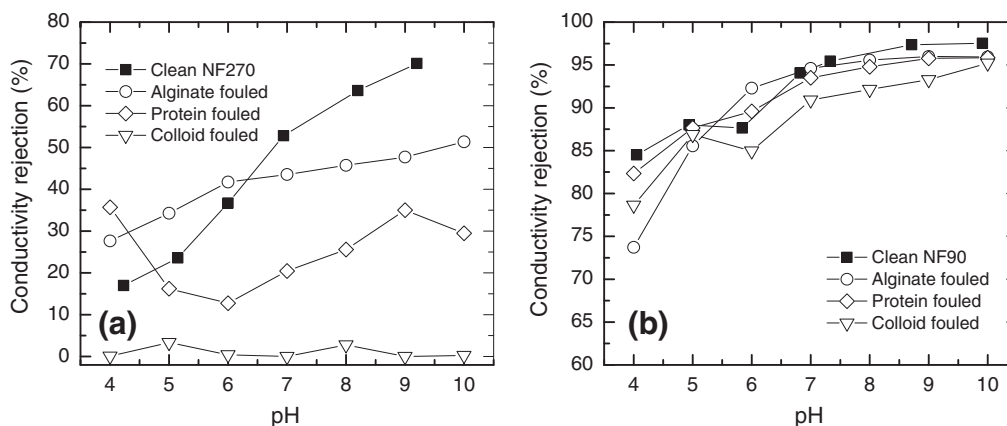 Conductivity rejection (%)
70
60
50
40
30
20
10
0
Clean NF270
Alginate fouled
Protein fouled
Colloid fouled
(a)
4 5 6 7 8 9 10
pH
Conductivity rejection (%)
100
95
90
85
80
75
70
65
60
Clean NF90
Alginate fouled
Protein fouled
Colloid fouled
(b)
4 5 6 7 8 9 10
pH